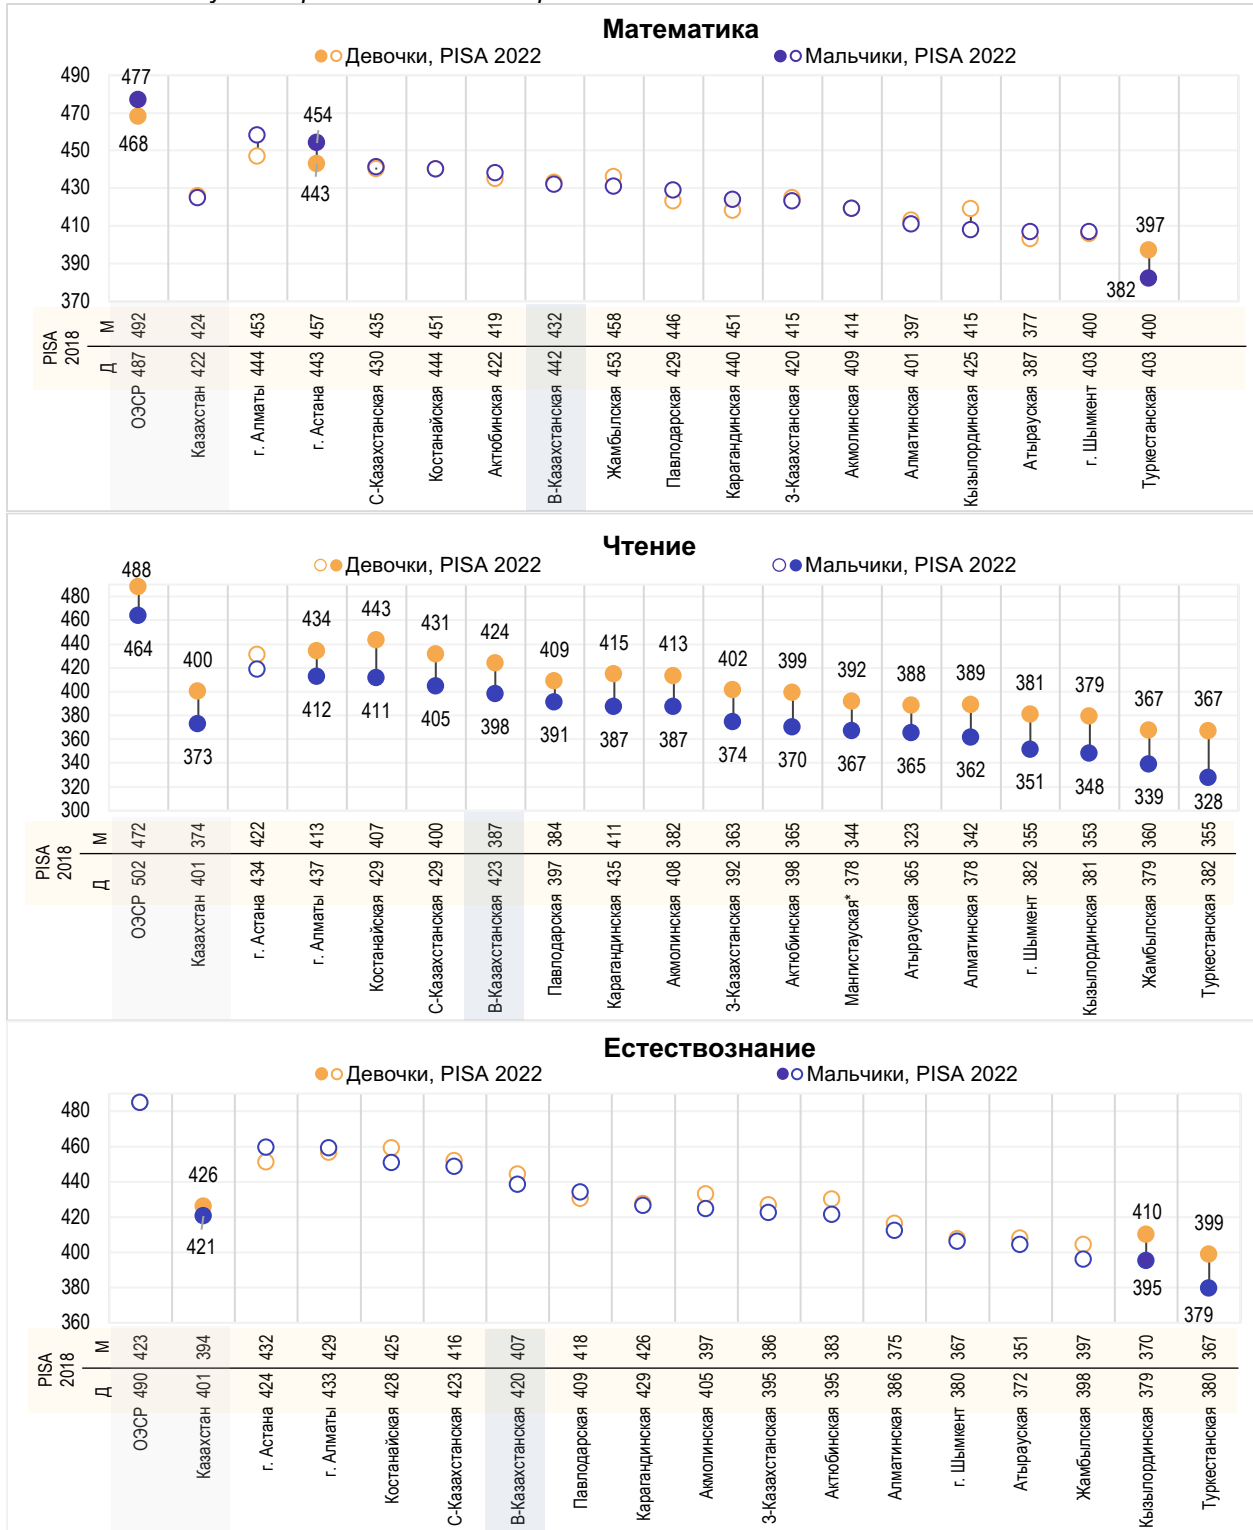 Математика
Девочки, PISA 2022
Мальчики, PISA 2022
490
470
450
430
410
390
370
477
468
454
443
397
382
PISA 2018
М 492 424 453 457 435 451 419 432 458 446 451 415 414 397 415 377 400 400
Д 487 422 444 443 430 444 422 442 453 429 440 420 409 401 425 387 403 403
ОЭСР
Казахстан
г. Алматы
г. Астана
С-Казахстанская
Костанайская
Актюбинская
В-Казахстанская
Жамбылская
Павлодарская
Карагандинская
З-Казахстанская
Акмолинская
Алматинская
Кызылординская
Атырауская
г. Шымкент
Туркестанская
Чтение
Девочки, PISA 2022
Мальчики, PISA 2022
480
460
440
420
400
380
360
340
320
300
488 400 434 443 431 424 409 415 413 402 399 392 388 389 381 379 367 367
464 373 412 411 405 398 391 387 387 374 370 367 365 362 351 348 339 328
PISA 2018
М 472 374 422 413 407 400 387 384 411 382 363 365 344 323 342 355 353 360 355
Д 502 401 434 437 429 429 423 397 435 408 392 398 378 365 378 382 381 379 382
ОЭСР
Казахстан
г. Астана
г. Алматы
Костанайская
С-Казахстанская
В-Казахстанская
Павлодарская
Карагандинская
Акмолинская
З-Казахстанская
Актюбинская
Мангистауская*
Атырауская
Алматинская
г. Шымкент
Кызылординская
Жамбылская
Туркестанская
Естествознание
Девочки, PISA 2022
Мальчики, PISA 2022
480
460
440
420
400
380
360
426
421
410
395
399
379
PISA 2018
М 423 394 432 429 425 416 407 418 426 397 386 383 375 367 351 397 370 367
Д 490 401 424 433 428 423 420 409 429 405 395 395 386 380 372 398 379 380
ОЭСР
Казахстан
г. Астана
г. Алматы
Костанайская
С-Казахстанская
В-Казахстанская
Павлодарская
Карагандинская
Акмолинская
З-Казахстанская
Актюбинская
Алматинская
г. Шымкент
Атырауская
Жамбылская
Кызылординская
Туркестанская